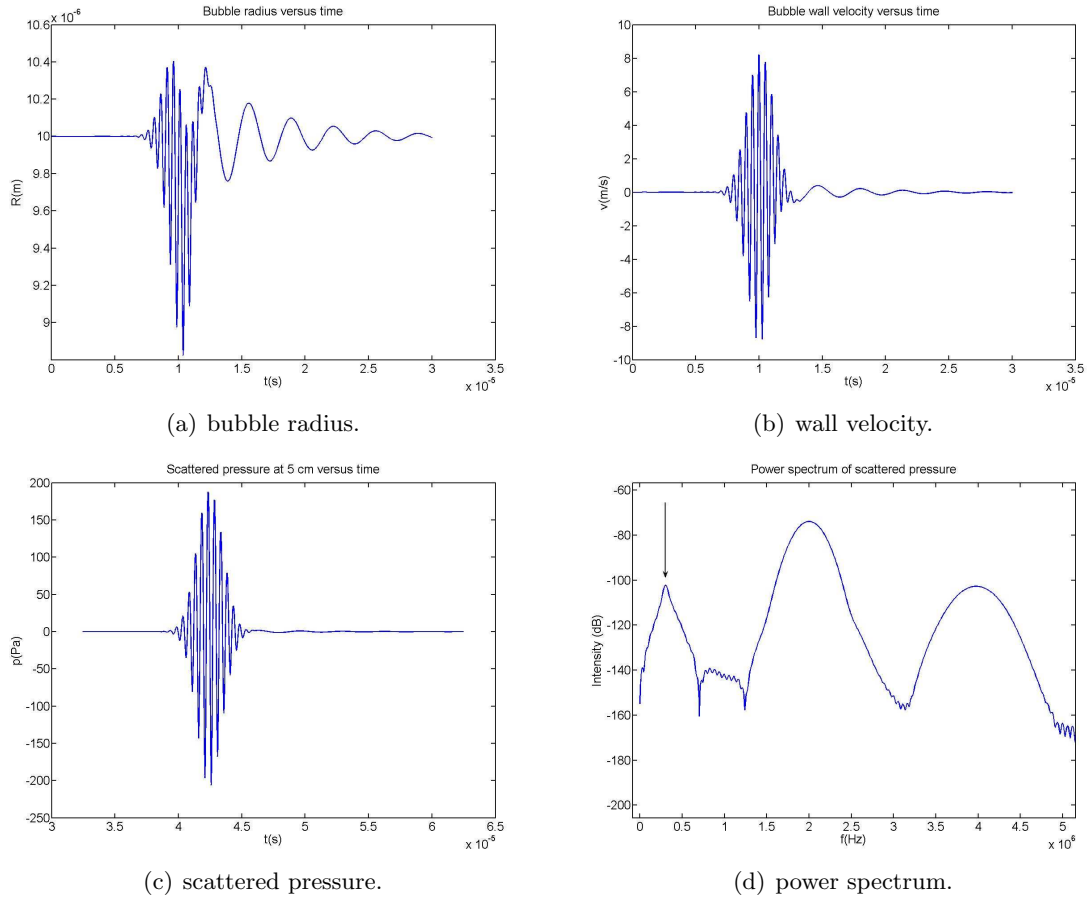 Bubble radius versus time
x 10⁻⁶
10.6
10.4
10.2
10
9.8
9.6
9.4
9.2
9
R(m)
0 0.5 1 1.5 2 2.5 3 3.5
t(s)
x 10⁻⁵
(a) bubble radius.
Bubble wall velocity versus time
10
8
6
4
2
0
-2
-4
-6
-8
-10
v(m/s)
0 0.5 1 1.5 2 2.5 3 3.5
t(s)
x 10⁻⁵
(b) wall velocity.
Scattered pressure at 5 cm versus time
200
150
100
50
0
-50
-100
-150
-200
-250
p(Pa)
3 3.5 4 4.5 5 5.5 6 6.5
t(s)
x 10⁻⁵
(c) scattered pressure.
Power spectrum of scattered pressure
-60
-80
-100
-120
-140
-160
-180
-200
Intensity (dB)
0 0.5 1 1.5 2 2.5 3 3.5 4 4.5 5
f(Hz)
x 10⁶
(d) power spectrum.